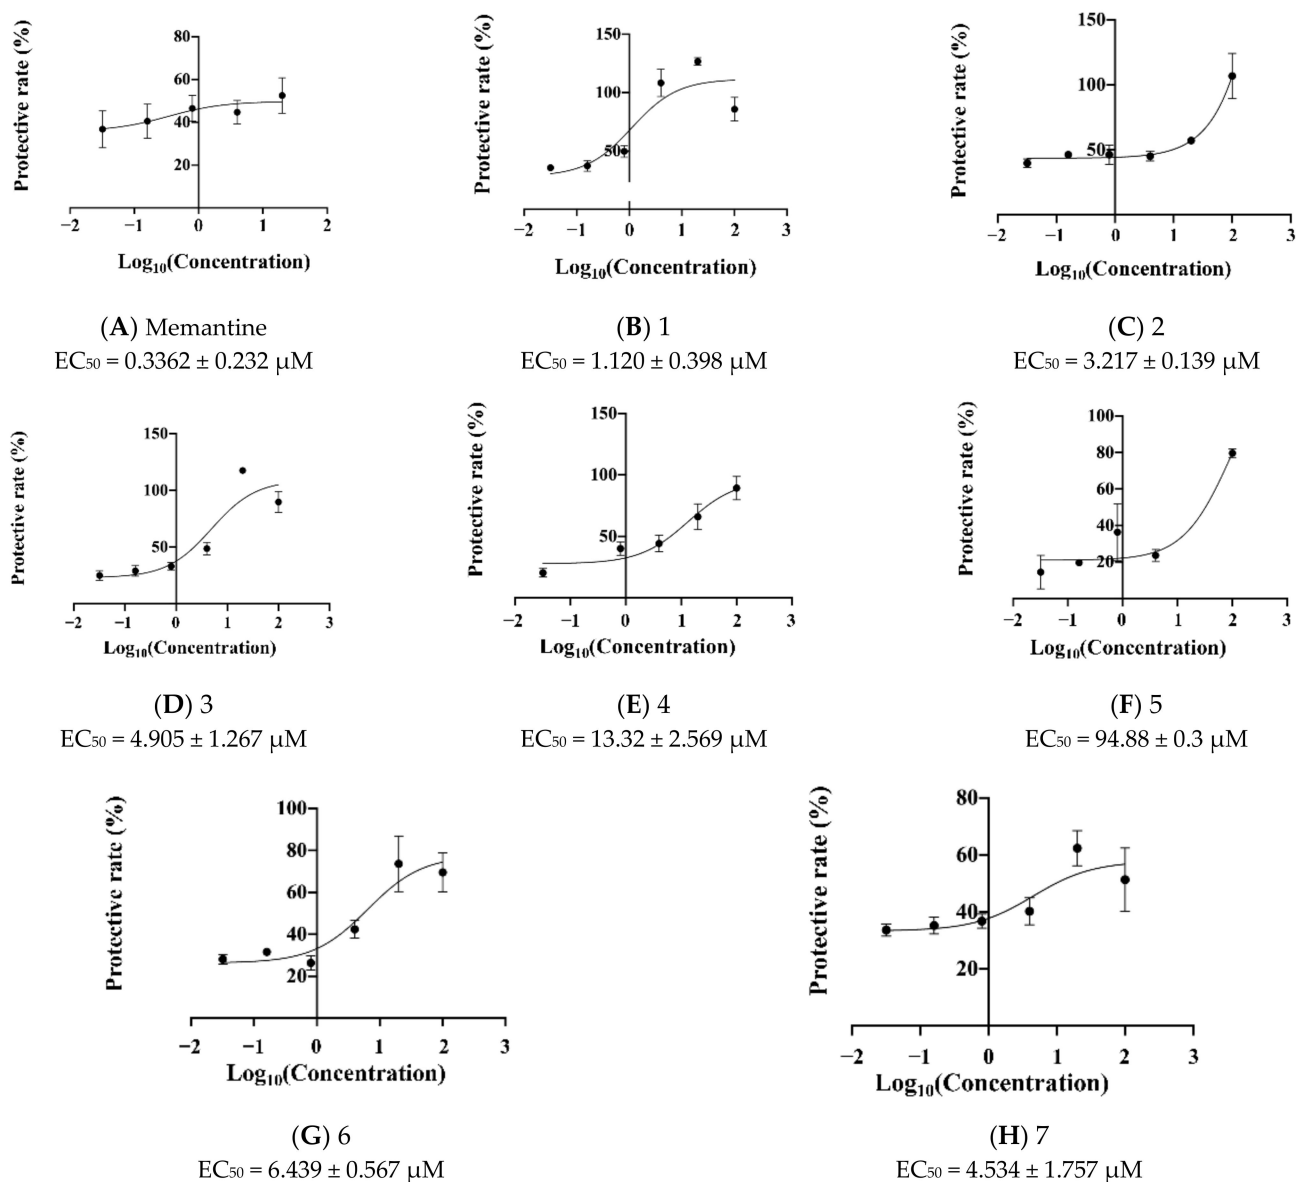 Protective rate (%)
80
60
40
20
−2 −1 0 1 2
Log₁₀(Concentration)
(A) Memantine
EC₅₀ = 0.3362 ± 0.232 µM
Protective rate (%)
150
100
50
−2 −1 0 1 2 3
Log₁₀(Concentration)
(B) 1
EC₅₀ = 1.120 ± 0.398 µM
Protective rate (%)
150
100
50
−2 −1 0 1 2 3
Log₁₀(Concentration)
(C) 2
EC₅₀ = 3.217 ± 0.139 µM
Protective rate (%)
150
100
50
−2 −1 0 1 2 3
Log₁₀(Concentration)
(D) 3
EC₅₀ = 4.905 ± 1.267 µM
Protective rate (%)
150
100
50
−2 −1 0 1 2 3
Log₁₀(Concentration)
(E) 4
EC₅₀ = 13.32 ± 2.569 µM
Protective rate (%)
100
80
60
40
20
−2 −1 0 1 2 3
Log₁₀(Concentration)
(F) 5
EC₅₀ = 94.88 ± 0.3 µM
Protective rate (%)
100
80
60
40
20
−2 −1 0 1 2 3
Log₁₀(Concentration)
(G) 6
EC₅₀ = 6.439 ± 0.567 µM
Protective rate (%)
80
60
40
20
−2 −1 0 1 2 3
Log₁₀(Concentration)
(H) 7
EC₅₀ = 4.534 ± 1.757 µM